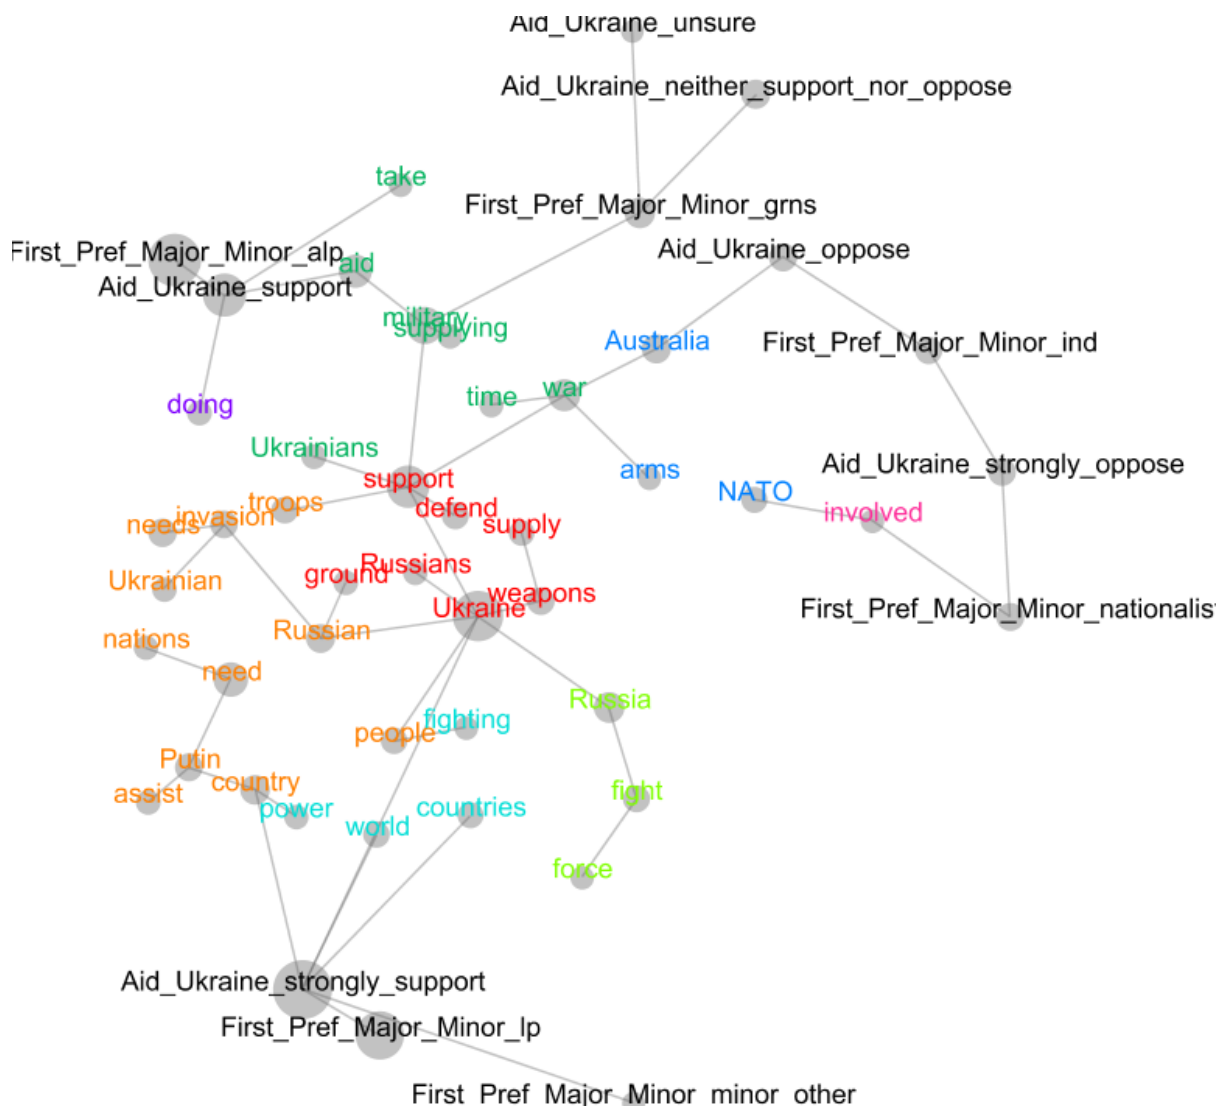 Aid_Ukraine_unsure
Aid_Ukraine_neither_support_nor_oppose
take
First_Pref_Major_Minor_grns
First_Pref_Major_Minor_alp
aid
Aid_Ukraine_oppose
Aid_Ukraine_support
military
supplying
Australia
First_Pref_Major_Minor_ind
doing
time
war
Ukrainians
support
arms
Aid_Ukraine_strongly_oppose
NATO
involved
troops
needs
invasion
defend
supply
Ukrainian
ground
Russians
weapons
Ukraine
First_Pref_Major_Minor_nationalist
nations
Russian
need
Russia
people
fighting
Putin
assist
country
power
world
countries
fight
force
Aid_Ukraine_strongly_support
First_Pref_Major_Minor_lp
First_Pref_Major_Minor_minor_other